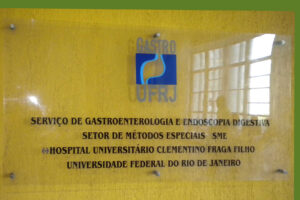 GASTRO
UFRJ
SERVIÇO DE GASTROENTEROLOGIA E ENDOSCOPIA DIGESTIVA
SETOR DE MÉTODOS ESPECIAIS SME
HOSPITAL UNIVERSITÁRIO CLEMENTINO FRAGA FILHO
UNIVERSIDADE FEDERAL DO RIO DE JANEIRO